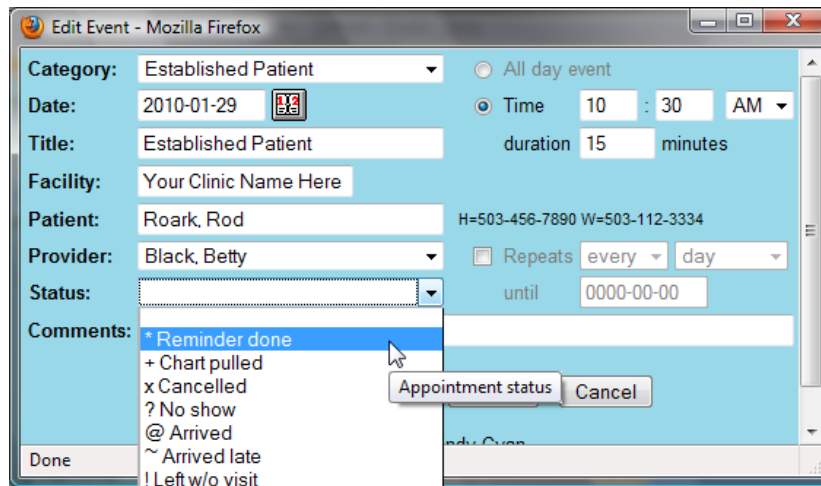 Edit Event - Mozilla Firefox
Category: Established Patient All day event
Date: 2010-01-29 Time 10 : 30 AM
Title: Established Patient duration 15 minutes
Facility: Your Clinic Name Here
Patient: Roark, Rod H=503-456-7890 W=503-112-3334
Provider: Black, Betty Repeats every day
Status: until 0000-00-00
Comments:
* Reminder done
+ Chart pulled
x Cancelled
Appointment status Cancel
? No show
@ Arrived
~ Arrived late
Done
! Left w/o visit